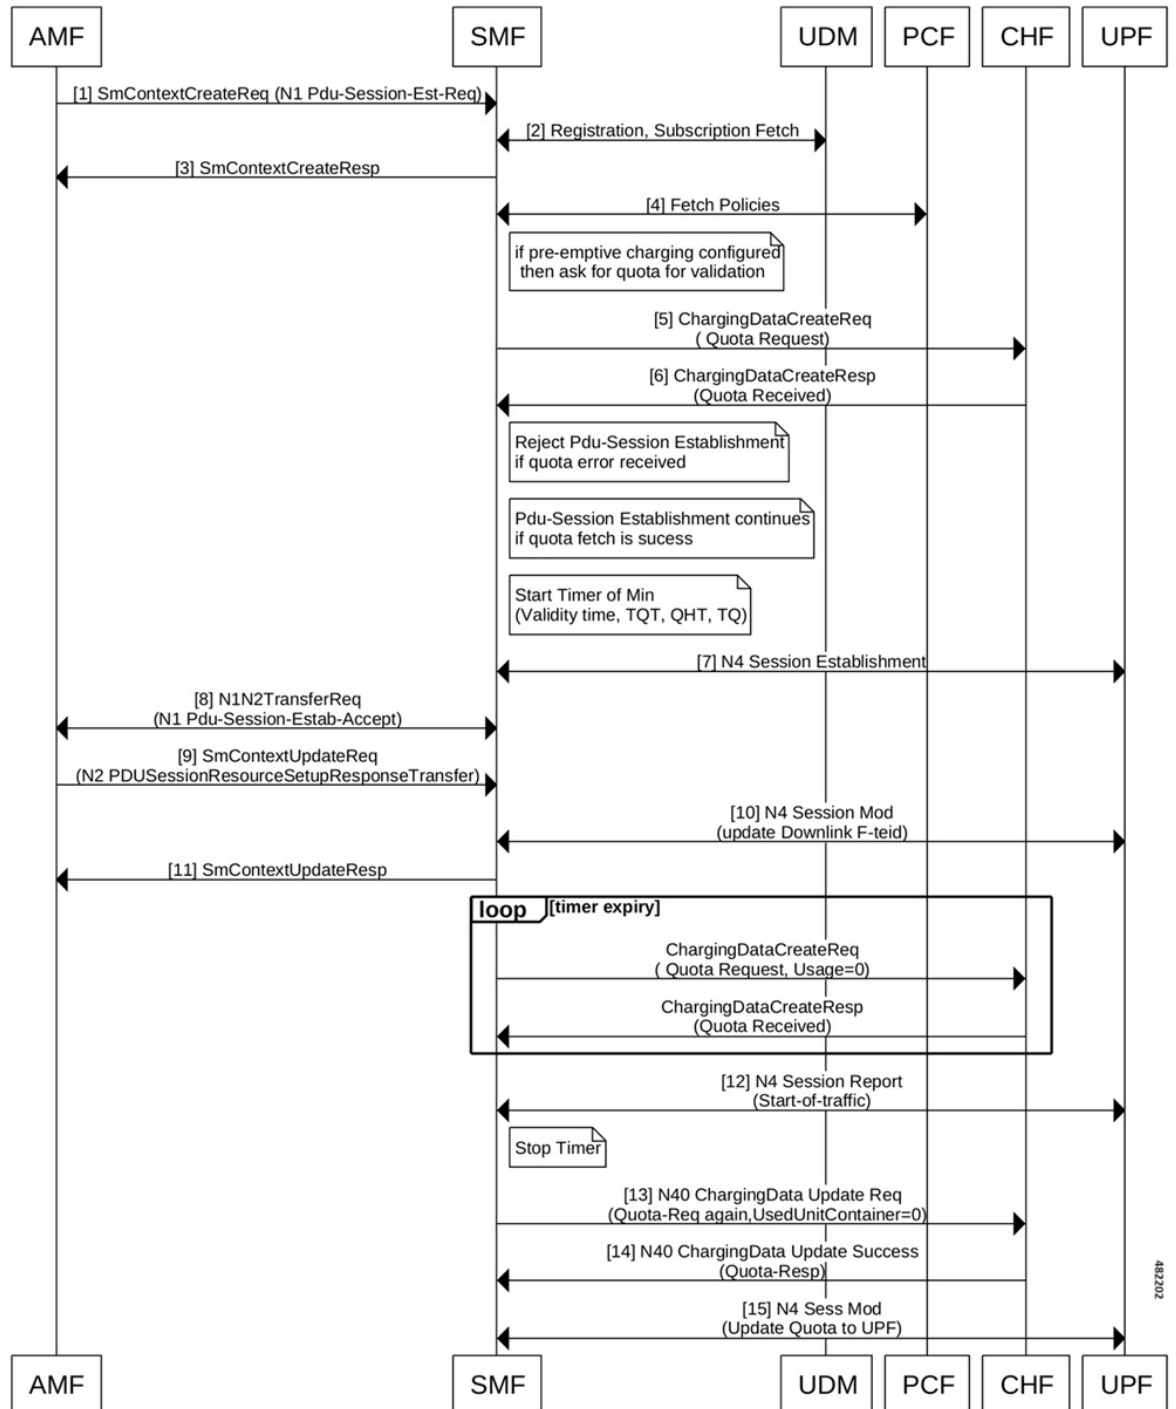 AMF
SMF
UDM
PCF
CHF
UPF
[1] SmContextCreateReq (N1 Pdu-Session-Est-Req)
[2] Registration, Subscription Fetch
[3] SmContextCreateResp
[4] Fetch Policies
if pre-emptive charging configured
then ask for quota for validation
[5] ChargingDataCreateReq
( Quota Request)
[6] ChargingDataCreateResp
(Quota Received)
Reject Pdu-Session Establishment
if quota error received
Pdu-Session Establishment continues
if quota fetch is sucess
Start Timer of Min
(Validity time, TQT, QHT, TQ)
[7] N4 Session Establishment
[8] N1N2TransferReq
(N1 Pdu-Session-Estab-Accept)
[9] SmContextUpdateReq
(N2 PDUSessionResourceSetupResponseTransfer)
[10] N4 Session Mod
(update Downlink F-teid)
[11] SmContextUpdateResp
loop
[timer expiry]
ChargingDataCreateReq
( Quota Request, Usage=0)
ChargingDataCreateResp
(Quota Received)
[12] N4 Session Report
(Start-of-traffic)
Stop Timer
[13] N40 ChargingData Update Req
(Quota-Req again,UsedUnitContainer=0)
[14] N40 ChargingData Update Success
(Quota-Resp)
[15] N4 Sess Mod
(Update Quota to UPF)
482202
AMF
SMF
UDM
PCF
CHF
UPF